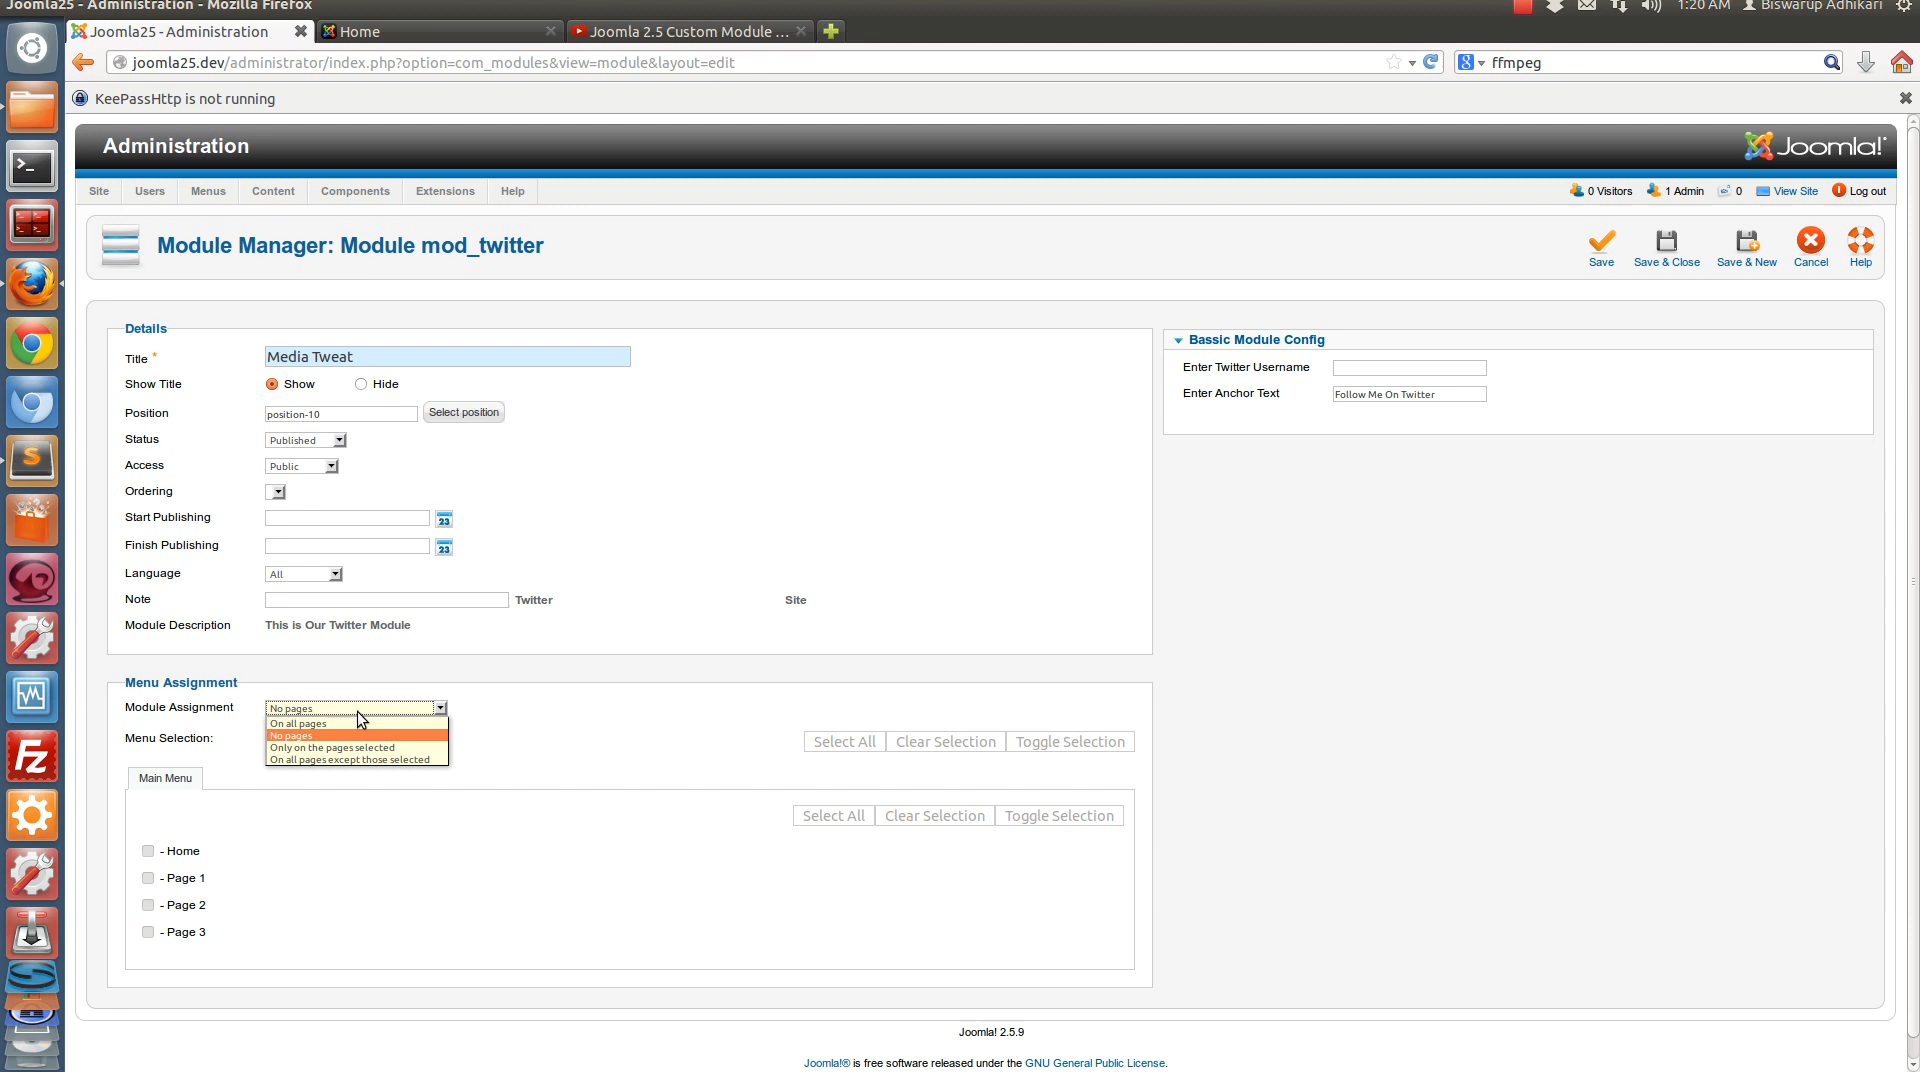 Joomla25 - Administration - Mozilla Firefox
1:20 AM Biswarup Adhikari
Joomla25 - Administration
Home
Joomla 2.5 Custom Module ...
joomla25.dev/administrator/index.php?option=com_modules&view=module&layout=edit
ffmpeg
KeePassHttp is not running
Administration
Joomla!
Site Users Menus Content Components Extensions Help
0 Visitors 1 Admin 0 View Site Log out
Module Manager: Module mod_twitter
Save Save & Close Save & New Cancel Help
Details
Title * Media Tweat
Show Title Show Hide
Position position-10 Select position
Status Published
Access Public
Ordering
Start Publishing 23
Finish Publishing 23
Language All
Note Twitter Site
Module Description This is Our Twitter Module
Bassic Module Config
Enter Twitter Username
Enter Anchor Text Follow Me On Twitter
Menu Assignment
Module Assignment No pages
On all pages
No pages
Only on the pages selected
On all pages except those selected
Menu Selection:
Select All Clear Selection Toggle Selection
Main Menu
Select All Clear Selection Toggle Selection
- Home
- Page 1
- Page 2
- Page 3
Joomla! 2.5.9
Joomla!® is free software released under the GNU General Public License.